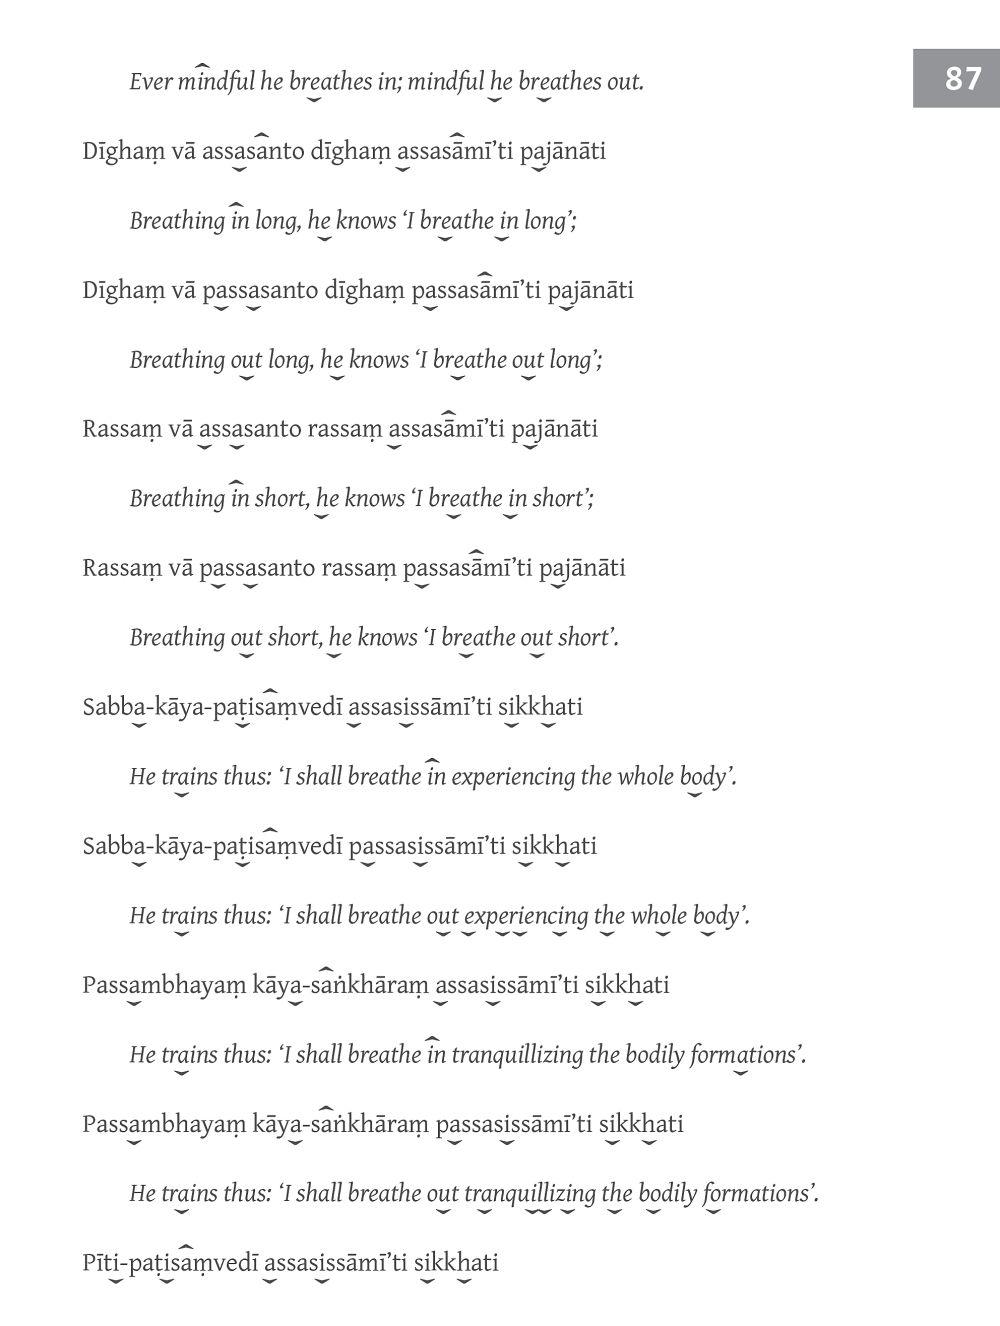 87
Ever mindful he breathes in; mindful he breathes out.
Dīghaṃ vā assasanto dīghaṃ assasāmī’ti pajānāti
Breathing in long, he knows ‘I breathe in long’;
Dīghaṃ vā passasanto dīghaṃ passasāmī’ti pajānāti
Breathing out long, he knows ‘I breathe out long’;
Rassaṃ vā assasanto rassaṃ assasāmī’ti pajānāti
Breathing in short, he knows ‘I breathe in short’;
Rassaṃ vā passasanto rassaṃ passasāmī’ti pajānāti
Breathing out short, he knows ‘I breathe out short’.
Sabba-kāya-paṭisaṃvedī assasissāmī’ti sikkhati
He trains thus: ‘I shall breathe in experiencing the whole body’.
Sabba-kāya-paṭisaṃvedī passasissāmī’ti sikkhati
He trains thus: ‘I shall breathe out experiencing the whole body’.
Passambhayaṃ kāya-saṅkhāraṃ assasissāmī’ti sikkhati
He trains thus: ‘I shall breathe in tranquillizing the bodily formations’.
Passambhayaṃ kāya-saṅkhāraṃ passasissāmī’ti sikkhati
He trains thus: ‘I shall breathe out tranquillizing the bodily formations’.
Pīti-paṭisaṃvedī assasissāmī’ti sikkhati